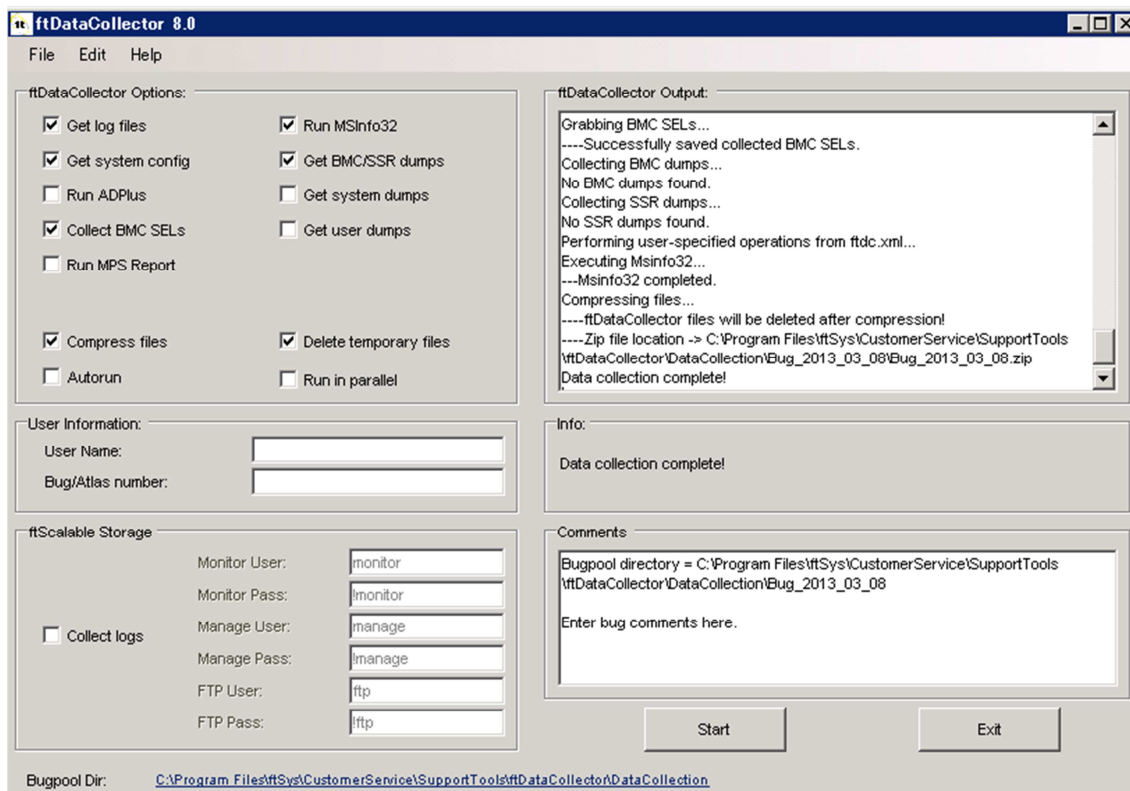 ft ftDataCollector 8.0
File Edit Help
ftDataCollector Options:
Get log files
Run MSInfo32
Get system config
Get BMC/SSR dumps
Run ADPlus
Get system dumps
Collect BMC SELs
Get user dumps
Run MPS Report
Compress files
Delete temporary files
Autorun
Run in parallel
ftDataCollector Output:
Grabbing BMC SELs...
----Successfully saved collected BMC SELs.
Collecting BMC dumps...
No BMC dumps found.
Collecting SSR dumps...
No SSR dumps found.
Performing user-specified operations from ftdc.xml...
Executing Msinfo32...
---Msinfo32 completed.
Compressing files...
----ftDataCollector files will be deleted after compression!
----Zip file location -> C:\Program Files\ftSys\CustomerService\SupportTools
\ftDataCollector\DataCollection\Bug_2013_03_08\Bug_2013_03_08.zip
Data collection complete!
User Information:
User Name:
Bug/Atlas number:
Info:
Data collection complete!
ftScalable Storage
Collect logs
Monitor User: monitor
Monitor Pass: !monitor
Manage User: manage
Manage Pass: !manage
FTP User: ftp
FTP Pass: !ftp
Comments
Bugpool directory = C:\Program Files\ftSys\CustomerService\SupportTools
\ftDataCollector\DataCollection\Bug_2013_03_08
Enter bug comments here.
Start
Exit
Bugpool Dir: C:\Program Files\ftSys\CustomerService\SupportTools\ftDataCollector\DataCollection